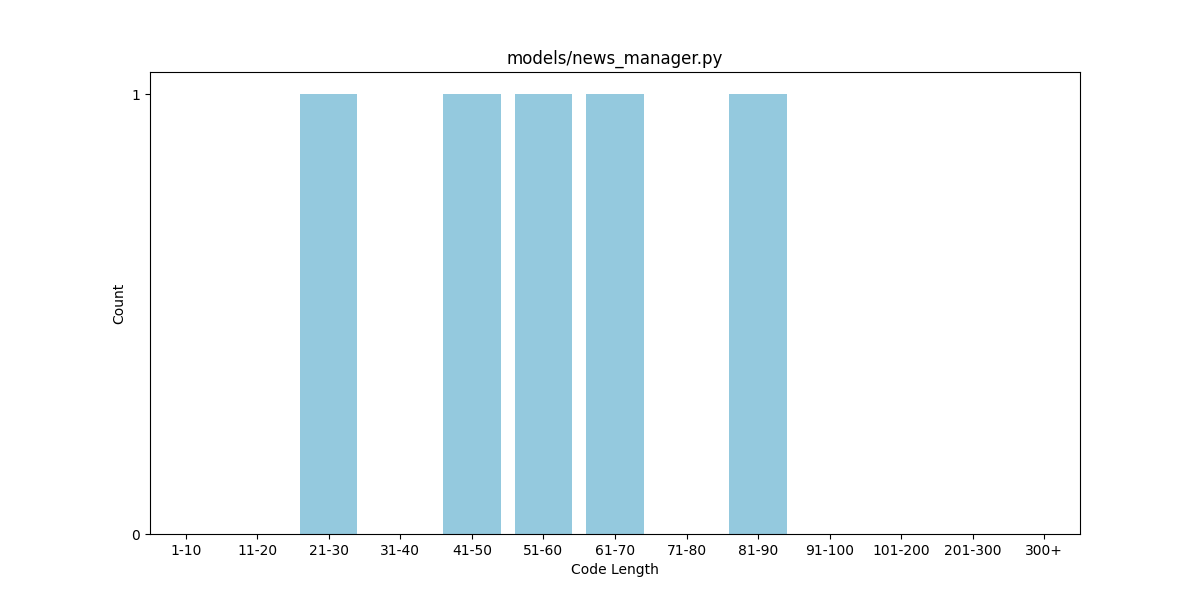 models/news_manager.py
Count
1
0
1-10 11-20 21-30 31-40 41-50 51-60 61-70 71-80 81-90 91-100 101-200 201-300 300+
Code Length